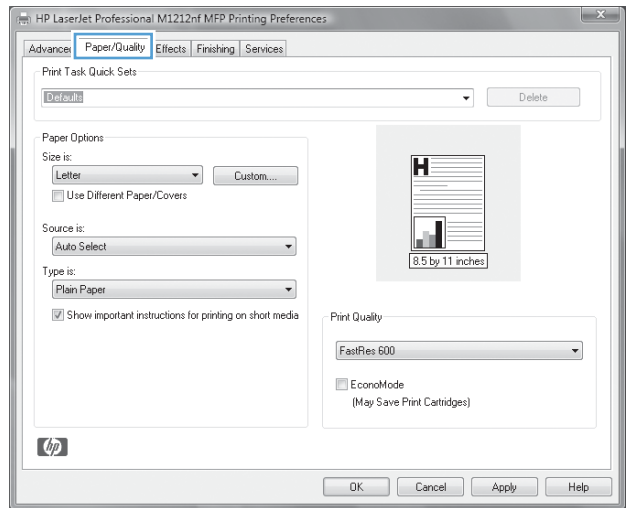 HP LaserJet Professional M1212nf MFP Printing Preferences
Advanced Paper/Quality Effects Finishing Services
Print Task Quick Sets
Defaults Delete
Paper Options
Size is:
Letter Custom....
Use Different Paper/Covers
Source is:
Auto Select
Type is:
Plain Paper
Show important instructions for printing on short media
H
8.5 by 11 inches
Print Quality
FastRes 600
EconoMode
(May Save Print Cartridges)
hp
OK Cancel Apply Help